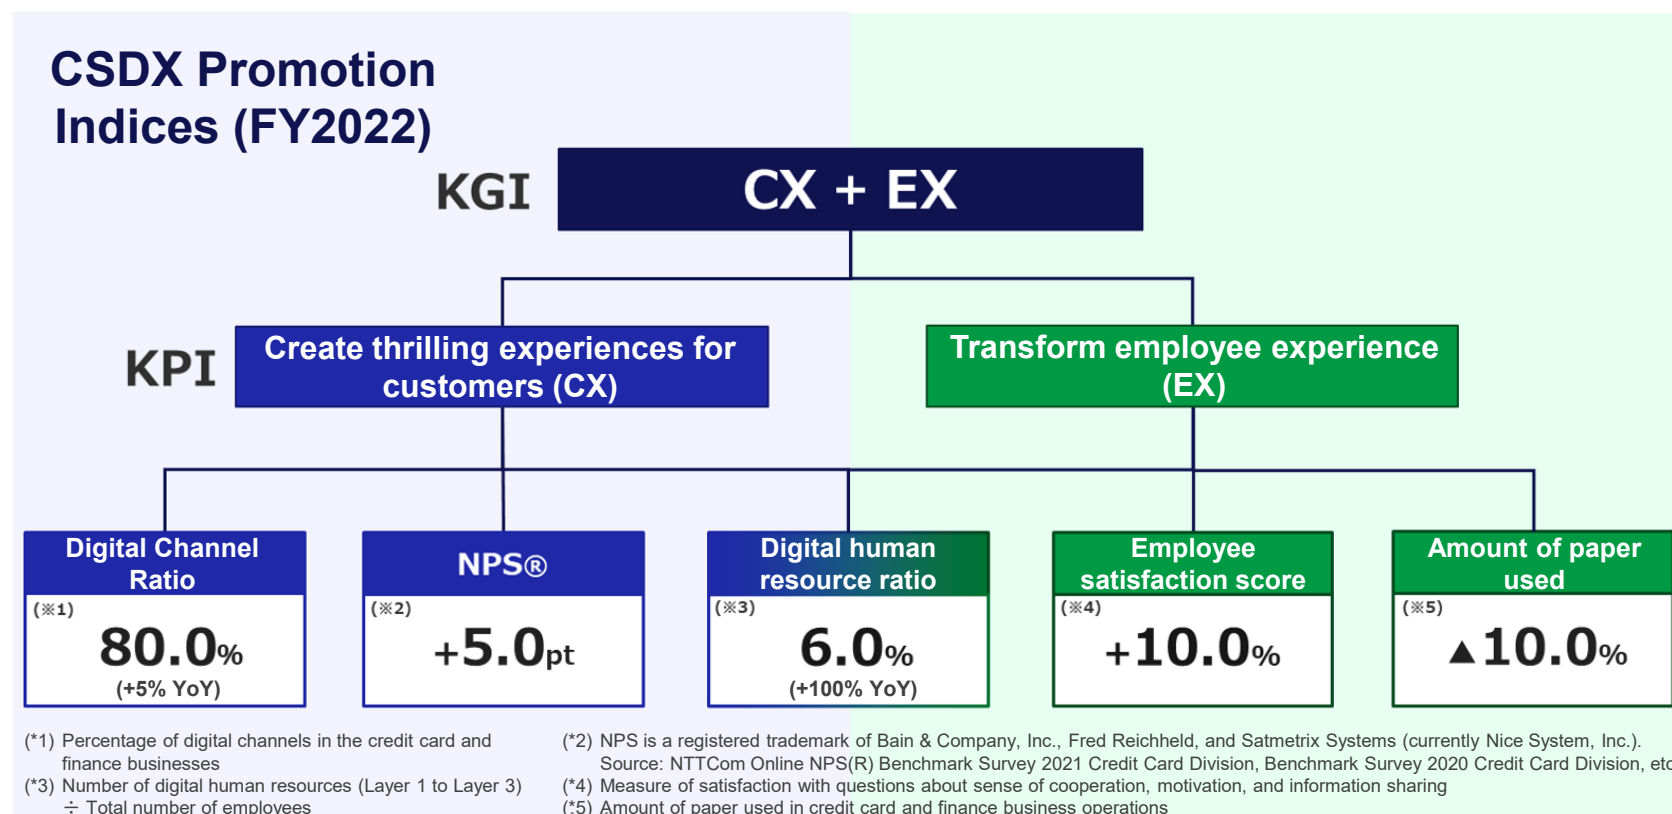 CSDX Promotion
Indices (FY2022)
KGI
CX + EX
KPI
Create thrilling experiences for
customers (CX)
Transform employee experience
(EX)
Digital Channel
Ratio
(※1)
80.0%
(+5% YoY)
NPS®
(※2)
+5.0pt
Digital human
resource ratio
(※3)
6.0%
(+100% YoY)
Employee
satisfaction score
(※4)
+10.0%
Amount of paper
used
(※5)
▲10.0%
(*1) Percentage of digital channels in the credit card and
finance businesses
(*3) Number of digital human resources (Layer 1 to Layer 3)
÷ Total number of employees
(*2) NPS is a registered trademark of Bain & Company, Inc., Fred Reichheld, and Satmetrix Systems (currently Nice System, Inc.).
Source: NTTCom Online NPS(R) Benchmark Survey 2021 Credit Card Division, Benchmark Survey 2020 Credit Card Division, etc
(*4) Measure of satisfaction with questions about sense of cooperation, motivation, and information sharing
(*5) Amount of paper used in credit card and finance business operations